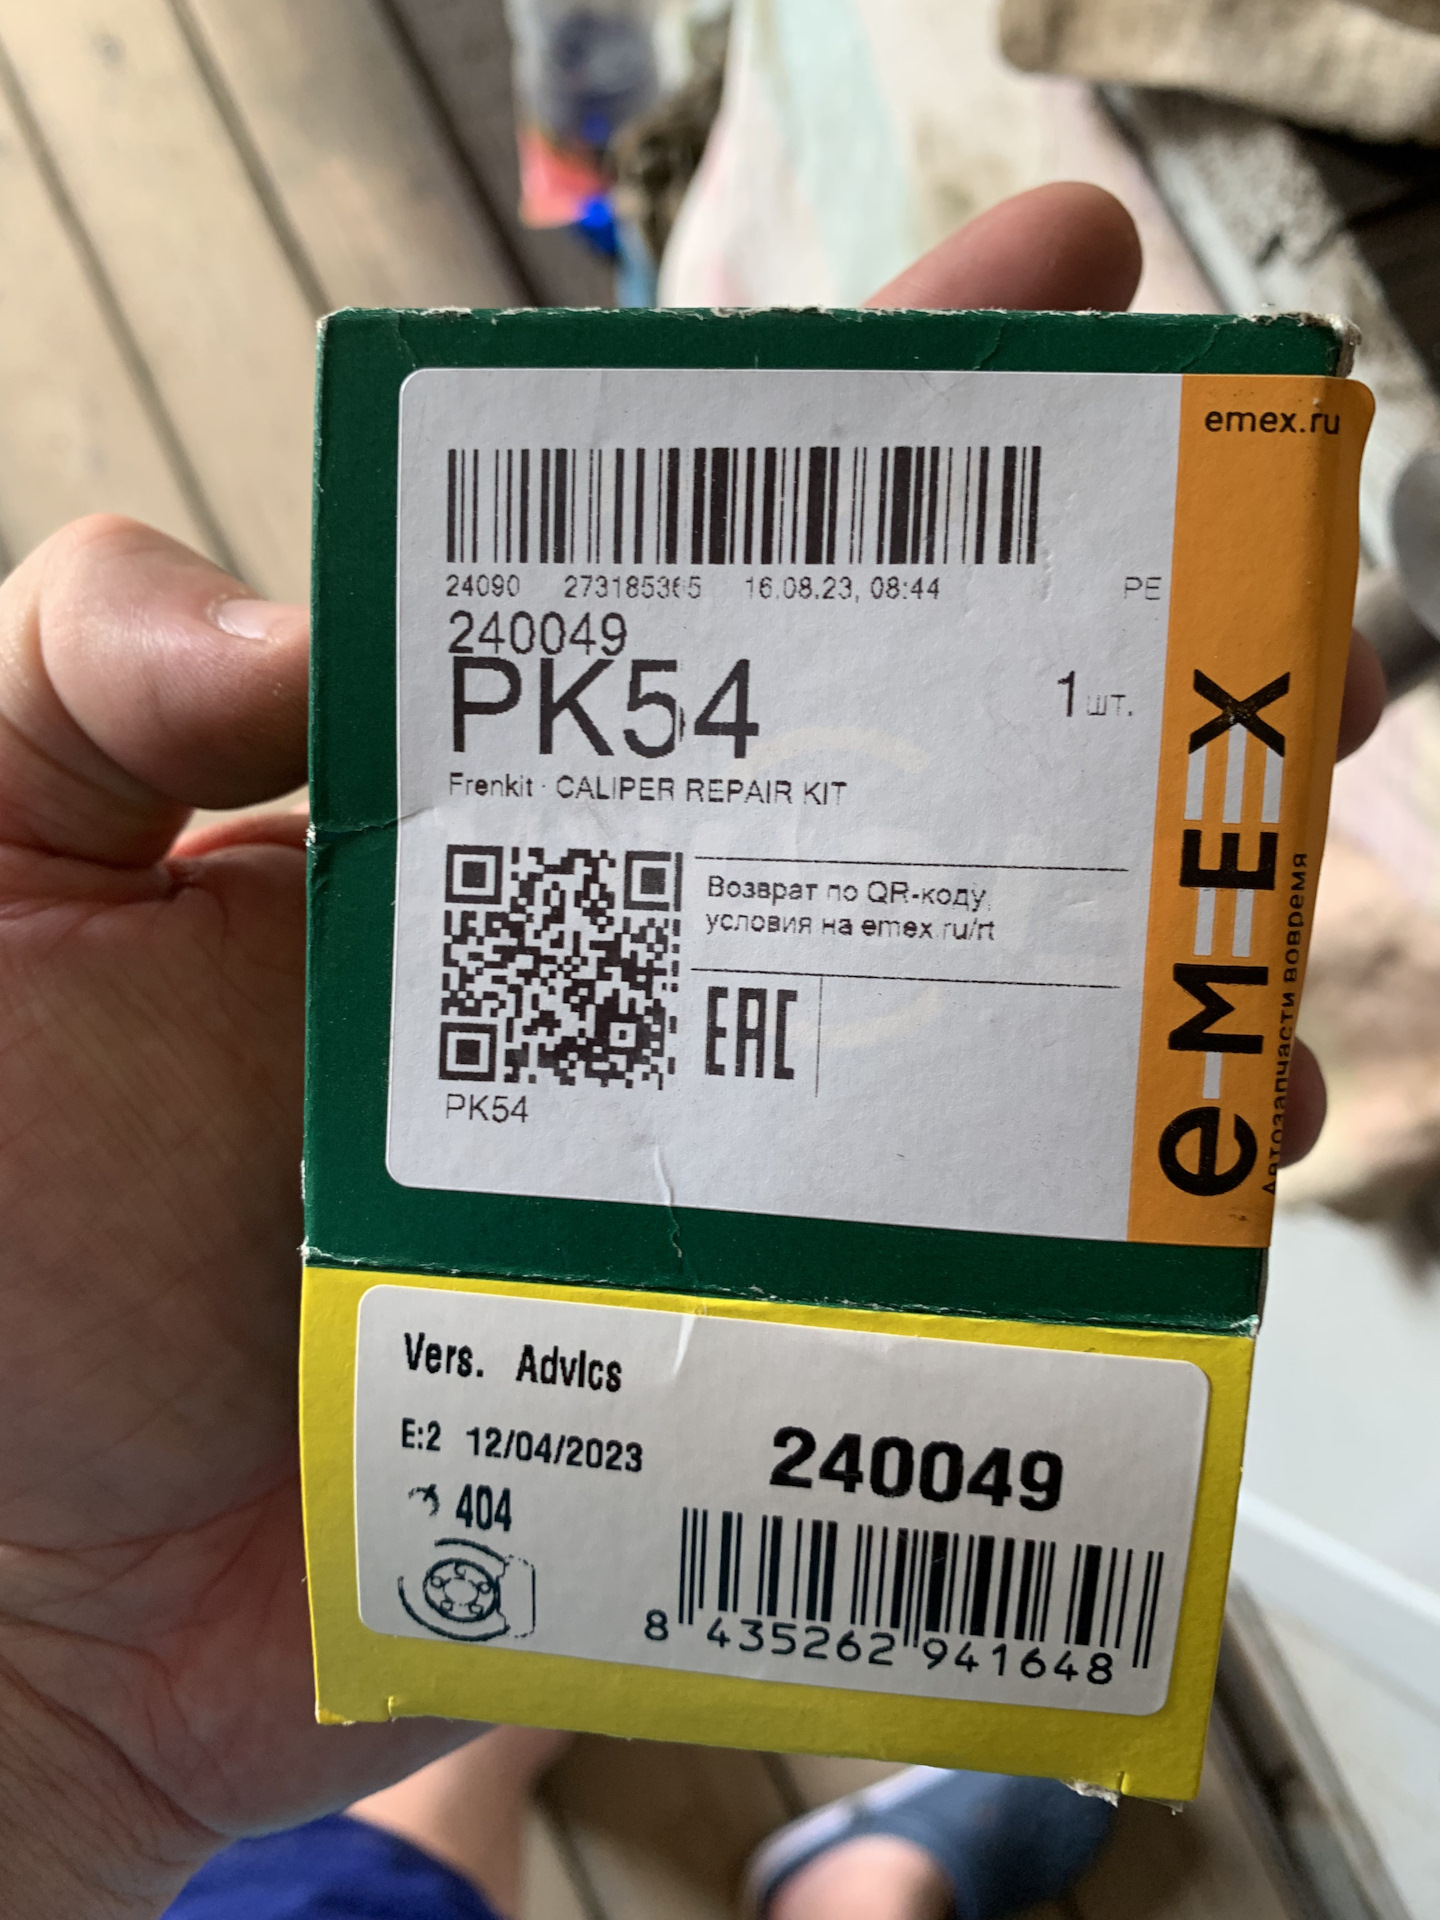 emex.ru
24090 273185365 16.08.23, 08:44 PE
240049
PK54
1 шт.
Frenkit · CALIPER REPAIR KIT
Возврат по QR-коду,
условия на emex.ru/rt
EAC
PK54
e-MEX
Автозапчасти вовремя
Vers. AdvIcs
E:2 12/04/2023
240049
404
8 435262 941648